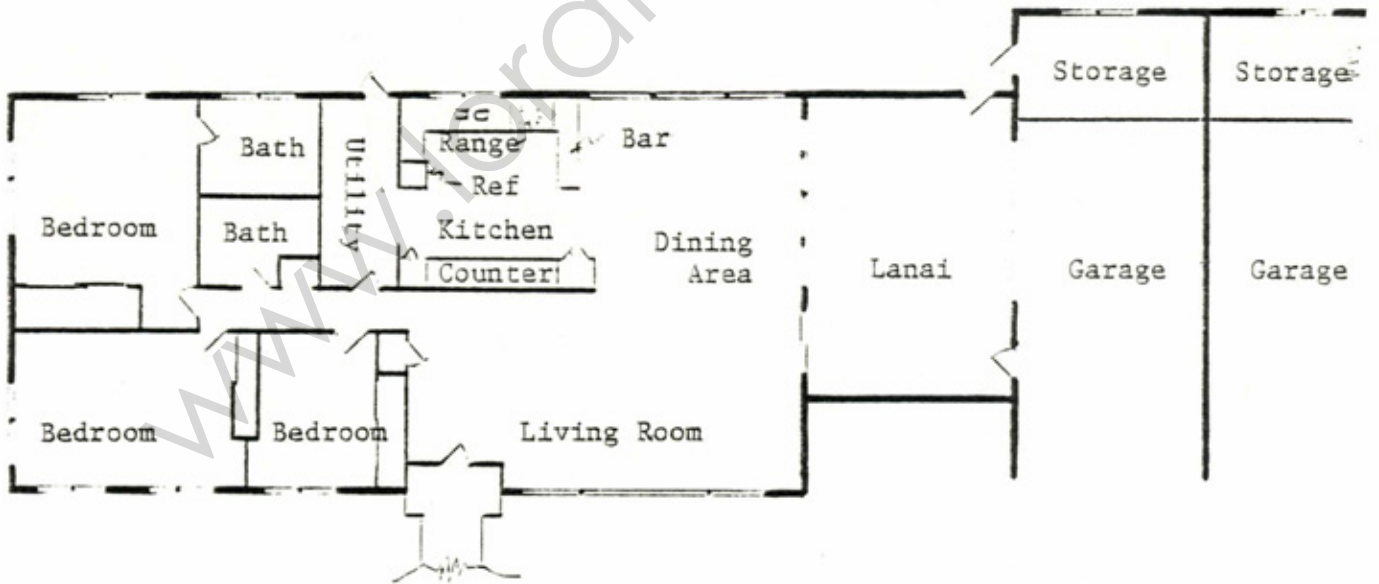 Storage
Storage
Bath
Utility
Range
Bar
Ref
Bedroom
Bath
Kitchen
Dining
Area
Counter
Lanai
Garage
Garage
Bedroom
Bedroom
Living Room